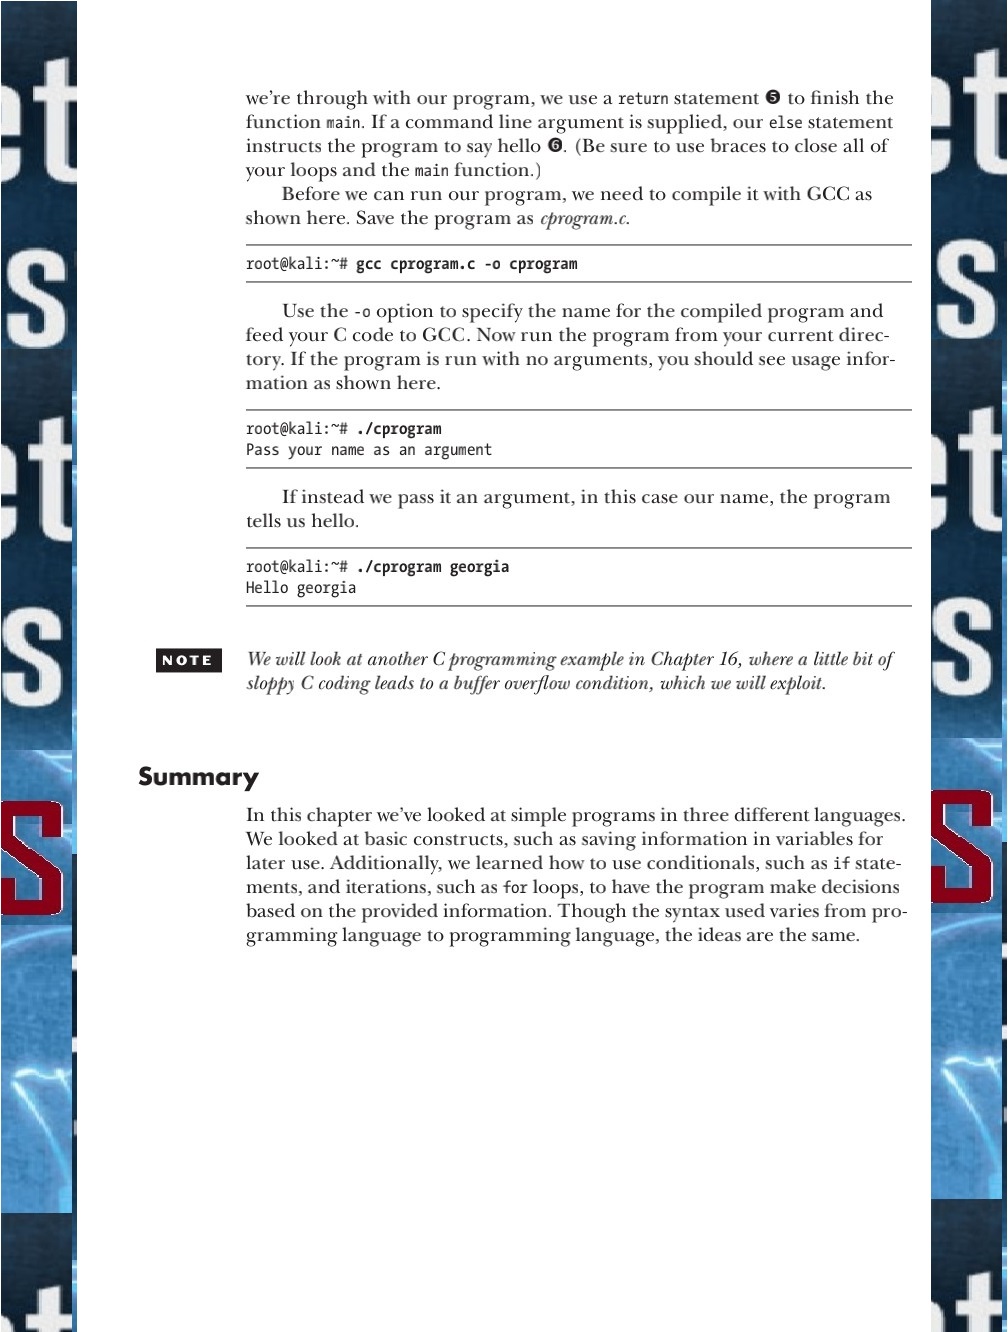 we're through with our program, we use a return statement ❺ to finish the
function main. If a command line argument is supplied, our else statement
instructs the program to say hello ❻. (Be sure to use braces to close all of
your loops and the main function.)
Before we can run our program, we need to compile it with GCC as
shown here. Save the program as cprogram.c.
root@kali:~# gcc cprogram.c -o cprogram
Use the -o option to specify the name for the compiled program and
feed your C code to GCC. Now run the program from your current direc-
tory. If the program is run with no arguments, you should see usage infor-
mation as shown here.
root@kali:~# ./cprogram
Pass your name as an argument
If instead we pass it an argument, in this case our name, the program
tells us hello.
root@kali:~# ./cprogram georgia
Hello georgia
NOTE We will look at another C programming example in Chapter 16, where a little bit of
sloppy C coding leads to a buffer overflow condition, which we will exploit.
Summary
In this chapter we've looked at simple programs in three different languages.
We looked at basic constructs, such as saving information in variables for
later use. Additionally, we learned how to use conditionals, such as if state-
ments, and iterations, such as for loops, to have the program make decisions
based on the provided information. Though the syntax used varies from pro-
gramming language to programming language, the ideas are the same.